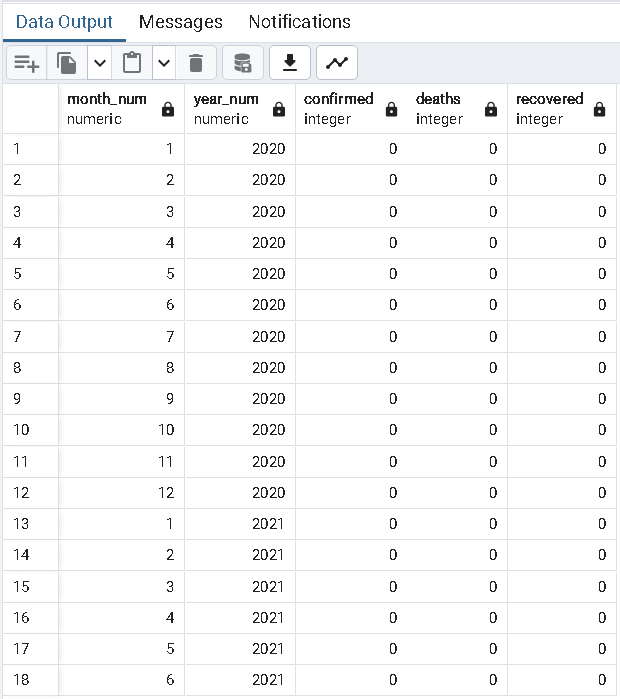 Data Output Messages Notifications
month_num numeric year_num numeric confirmed integer deaths integer recovered integer
1 1 2020 0 0 0
2 2 2020 0 0 0
3 3 2020 0 0 0
4 4 2020 0 0 0
5 5 2020 0 0 0
6 6 2020 0 0 0
7 7 2020 0 0 0
8 8 2020 0 0 0
9 9 2020 0 0 0
10 10 2020 0 0 0
11 11 2020 0 0 0
12 12 2020 0 0 0
13 1 2021 0 0 0
14 2 2021 0 0 0
15 3 2021 0 0 0
16 4 2021 0 0 0
17 5 2021 0 0 0
18 6 2021 0 0 0